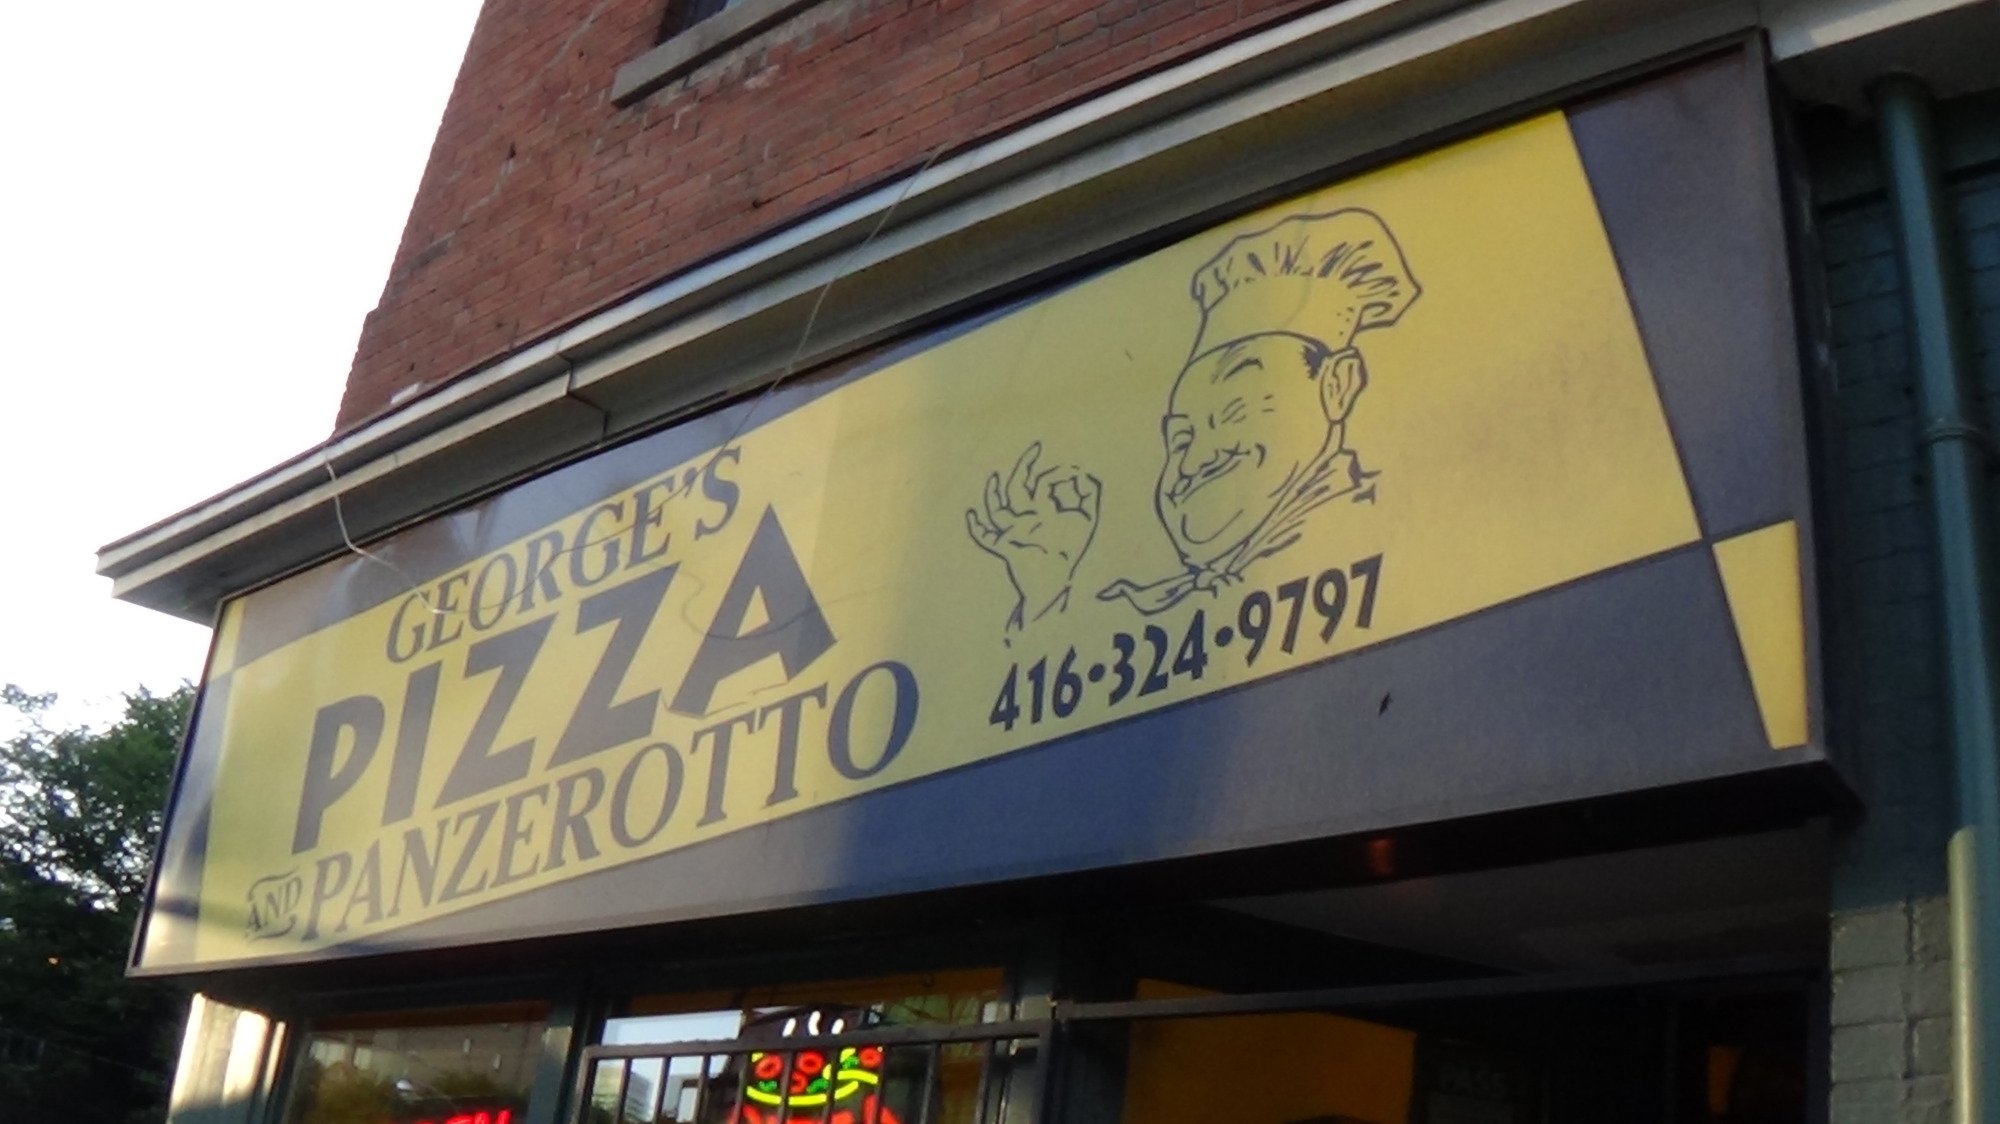 GEORGE'S
PIZZA
AND PANZEROTTO
416•324•9797